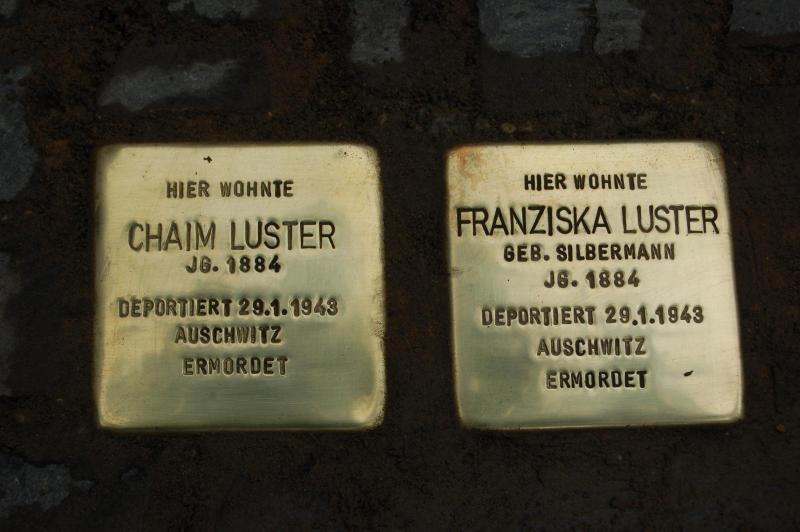 HIER WOHNTE
CHAIM LUSTER
JG. 1884
DEPORTIERT 29.1.1943
AUSCHWITZ
ERMORDET
HIER WOHNTE
FRANZISKA LUSTER
GEB. SILBERMANN
JG. 1884
DEPORTIERT 29.1.1943
AUSCHWITZ
ERMORDET